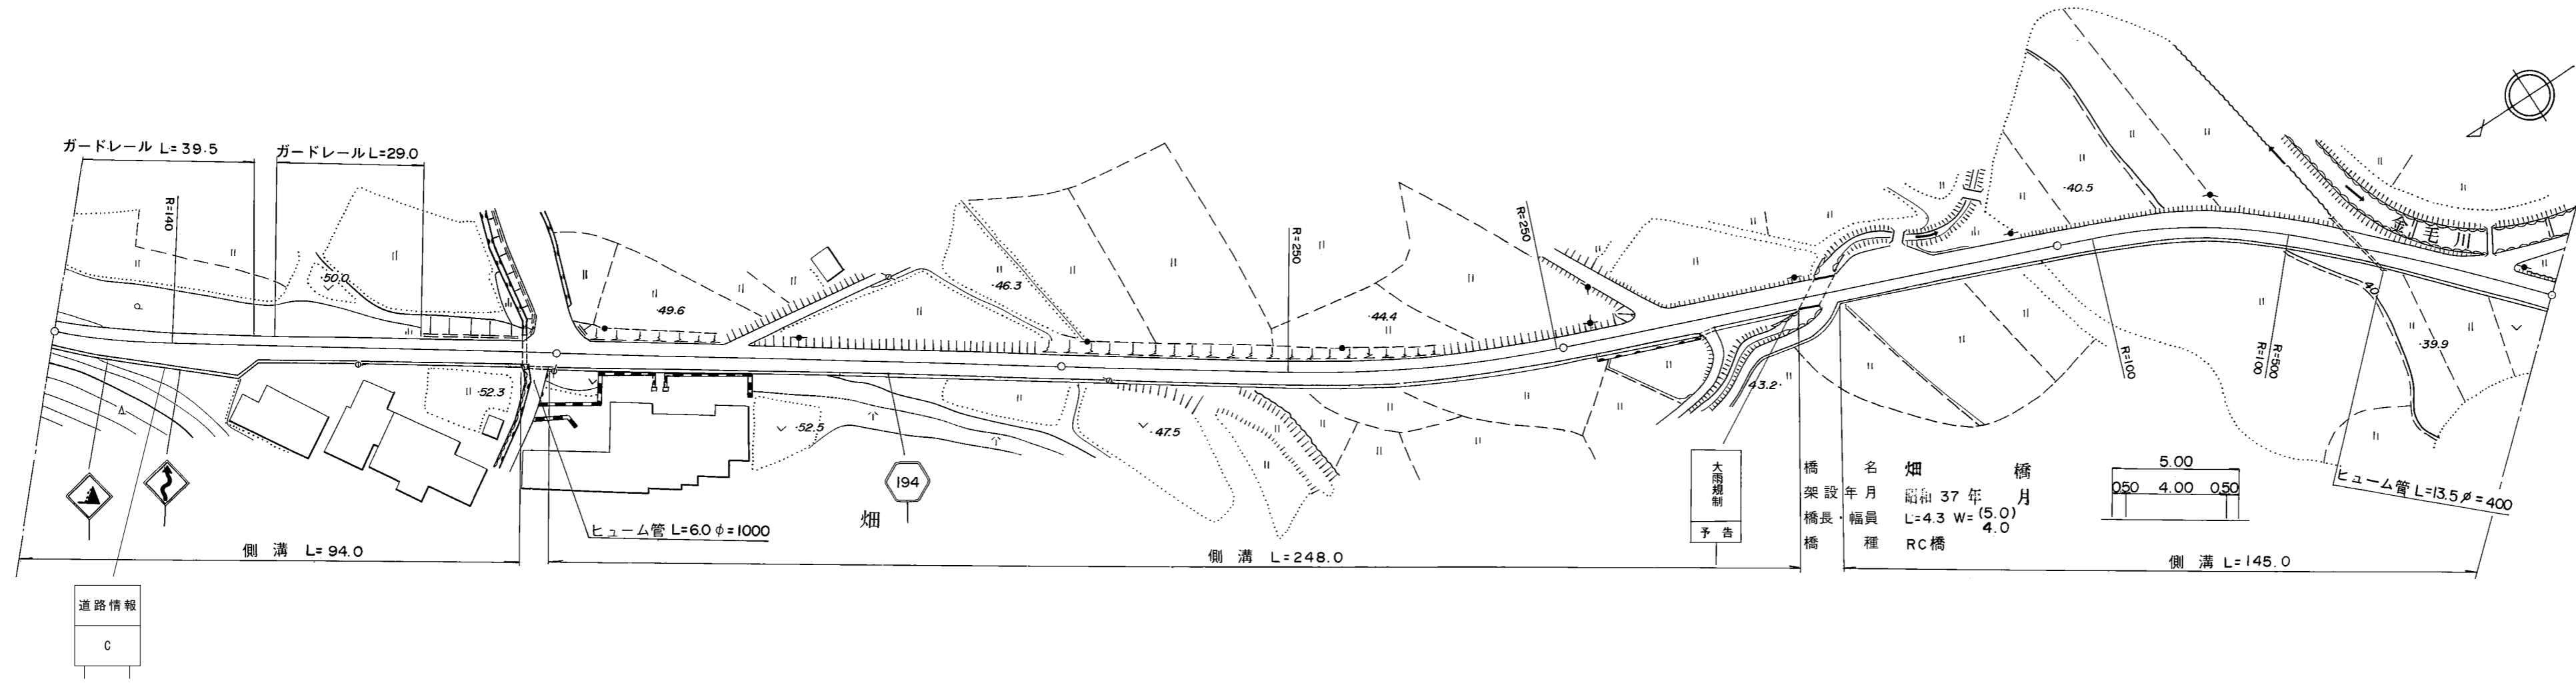 ガードレール L=39.5
ガードレール L=29.0
R=140
50.0
49.6
46.3
R=250
44.4
R=250
40.5
金毛川
40
39.9
R=100
R=500
R=100
52.3
52.5
47.5
43.2
194
畑
ヒューム管 L=6.0 φ=1000
大雨規制
予告
橋名 畑橋
架設年月 昭和 37 年 月
橋長・幅員 L=4.3 W=(5.0)
4.0
橋種 RC橋
5.00
0.50 4.00 0.50
ヒューム管 L=13.5 φ=400
側溝 L=94.0
側溝 L=248.0
側溝 L=145.0
道路情報
C